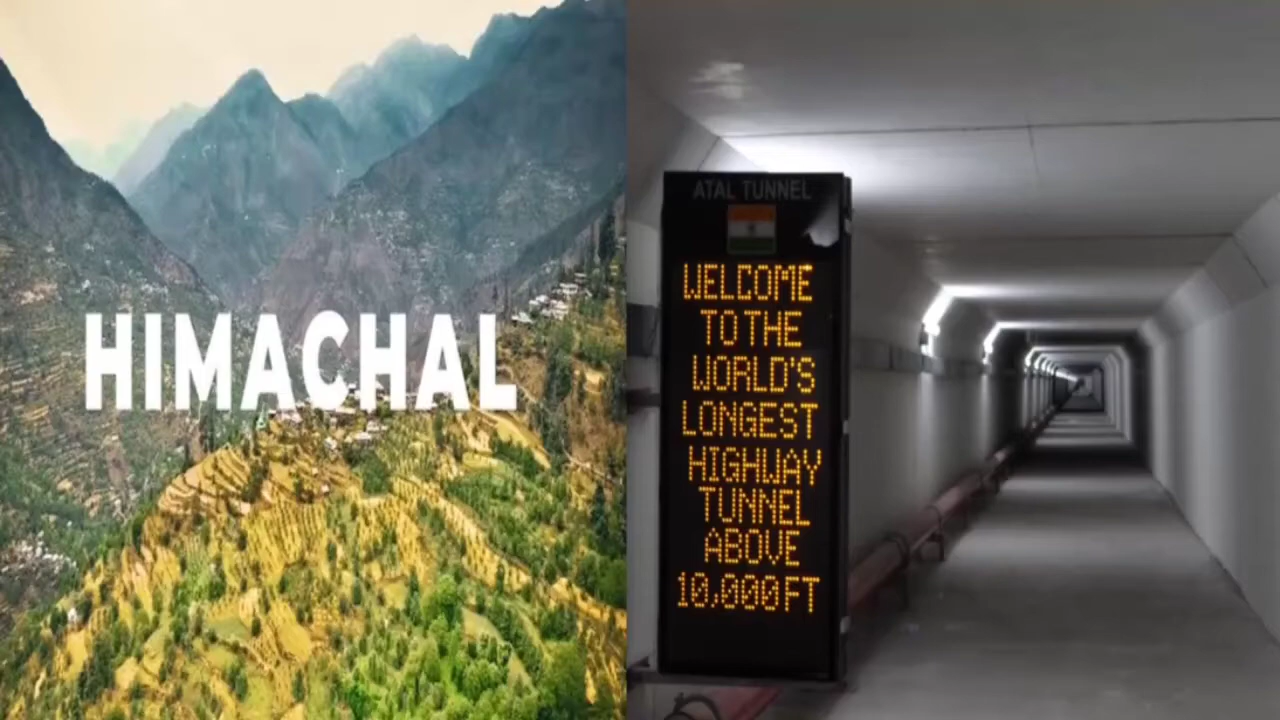 HIMACHAL
ATAL TUNNEL
WELCOME
TO THE
WORLD'S
LONGEST
HIGHWAY
TUNNEL
ABOVE
10,000 FT